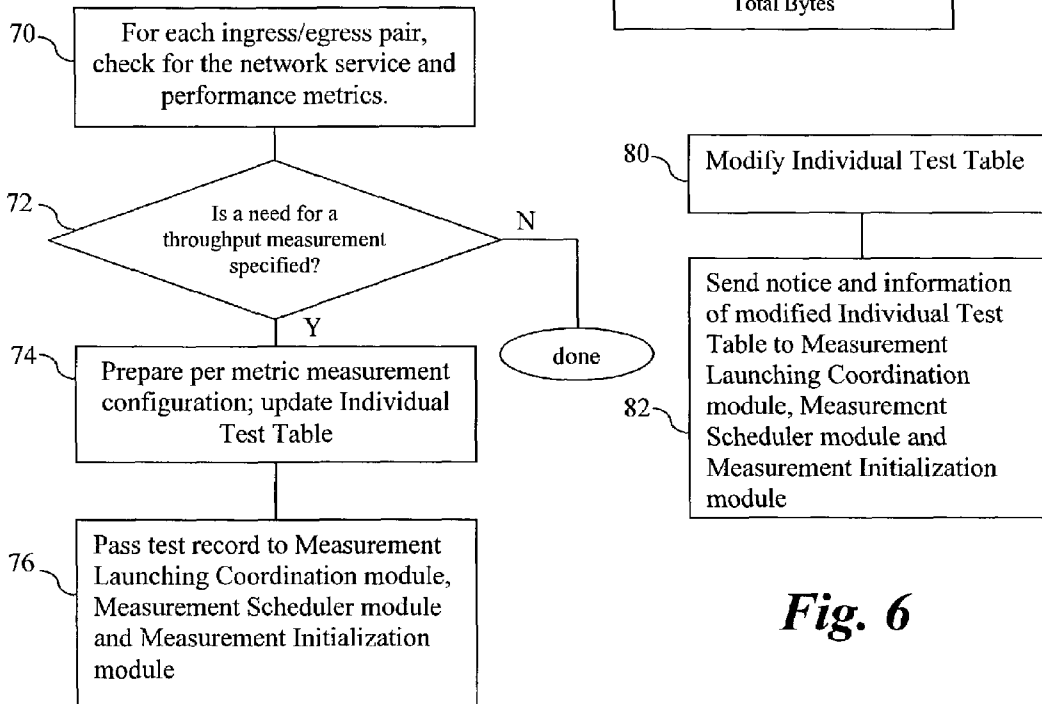 Total Bytes
70
For each ingress/egress pair,
check for the network service and
performance metrics.
72
Is a need for a
throughput measurement
specified?
N
Y
done
74
Prepare per metric measurement
configuration; update Individual
Test Table
76
Pass test record to Measurement
Launching Coordination module,
Measurement Scheduler module
and Measurement Initialization
module
80
Modify Individual Test Table
82
Send notice and information
of modified Individual Test
Table to Measurement
Launching Coordination
module, Measurement
Scheduler module and
Measurement Initialization
module
Fig. 6